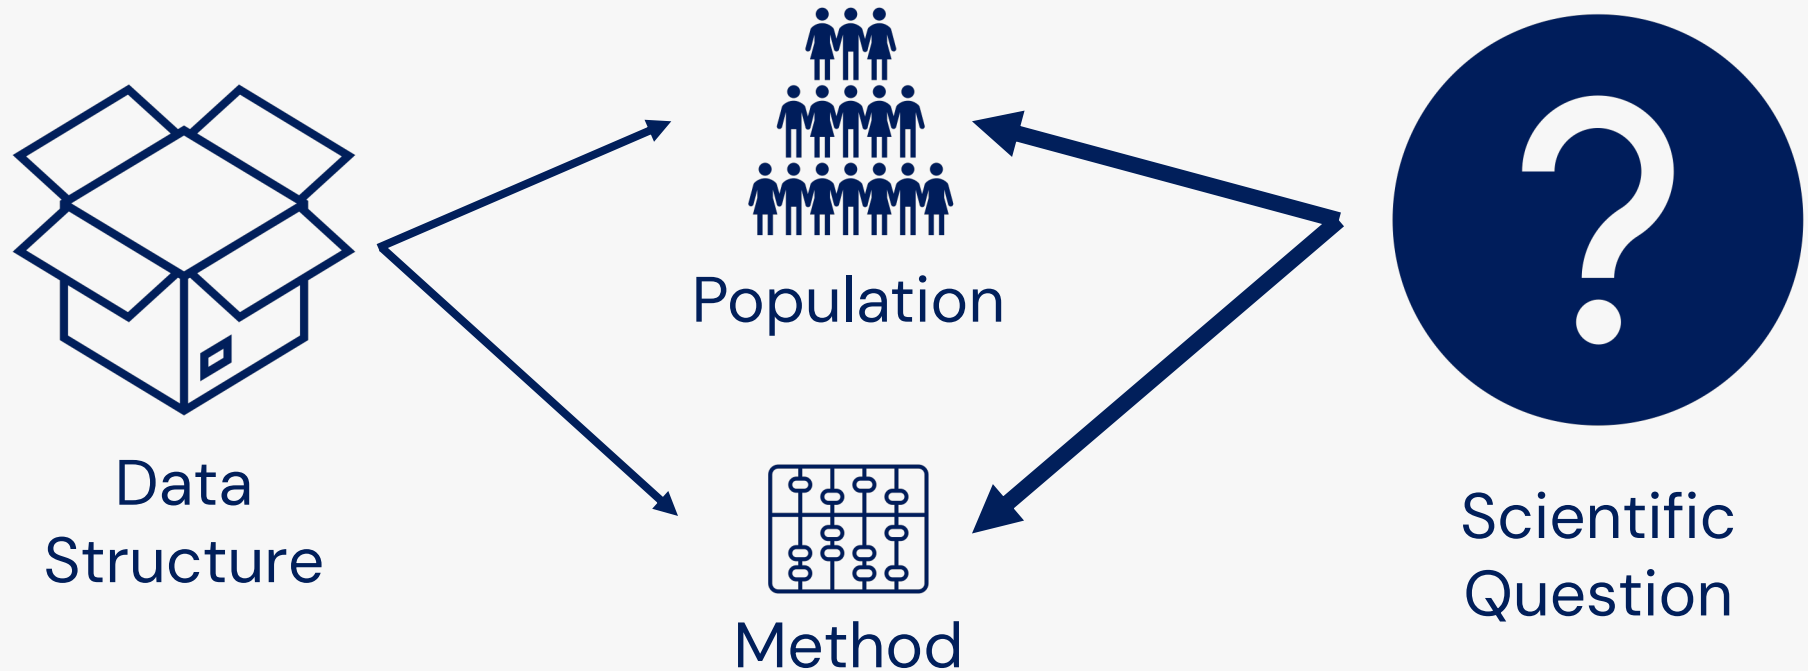 Data
Structure
Population
Method
Scientific
Question